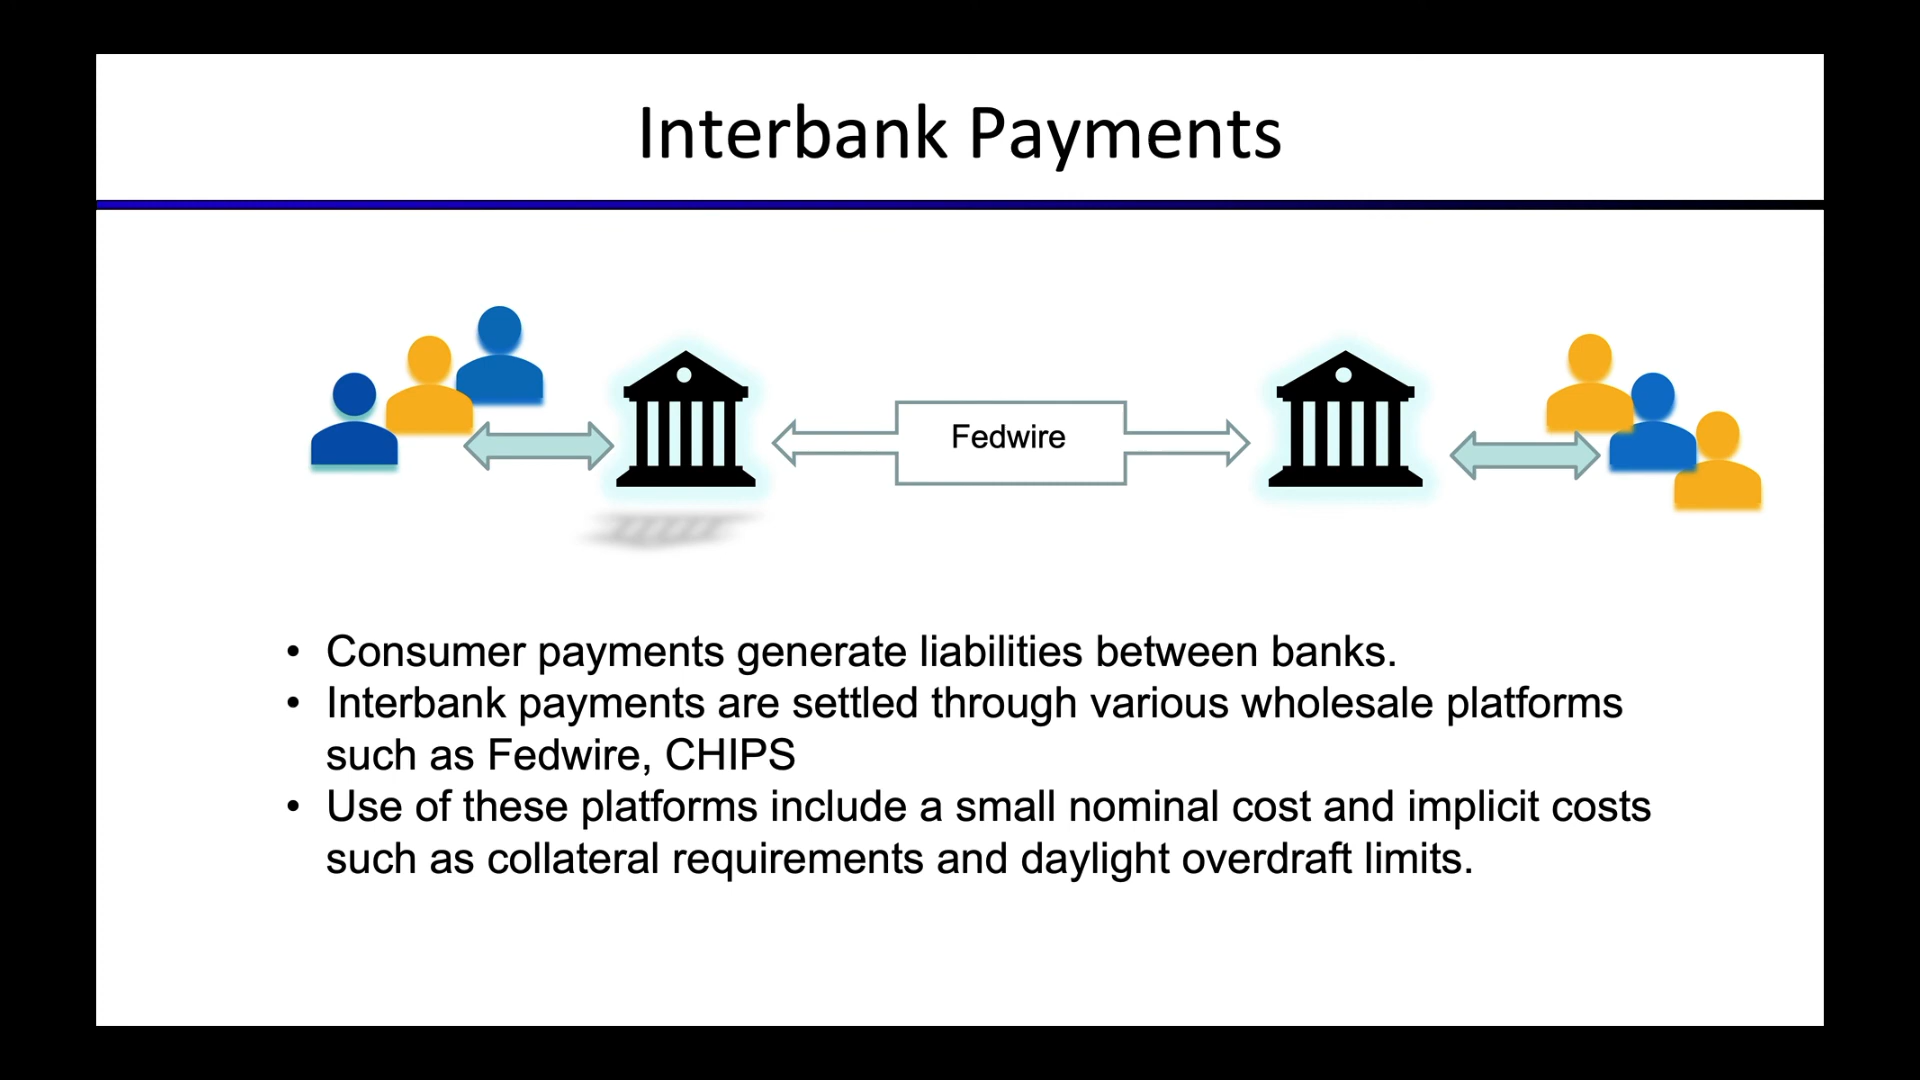 Interbank Payments
Fedwire
• Consumer payments generate liabilities between banks.
• Interbank payments are settled through various wholesale platforms
such as Fedwire, CHIPS
• Use of these platforms include a small nominal cost and implicit costs
such as collateral requirements and daylight overdraft limits.